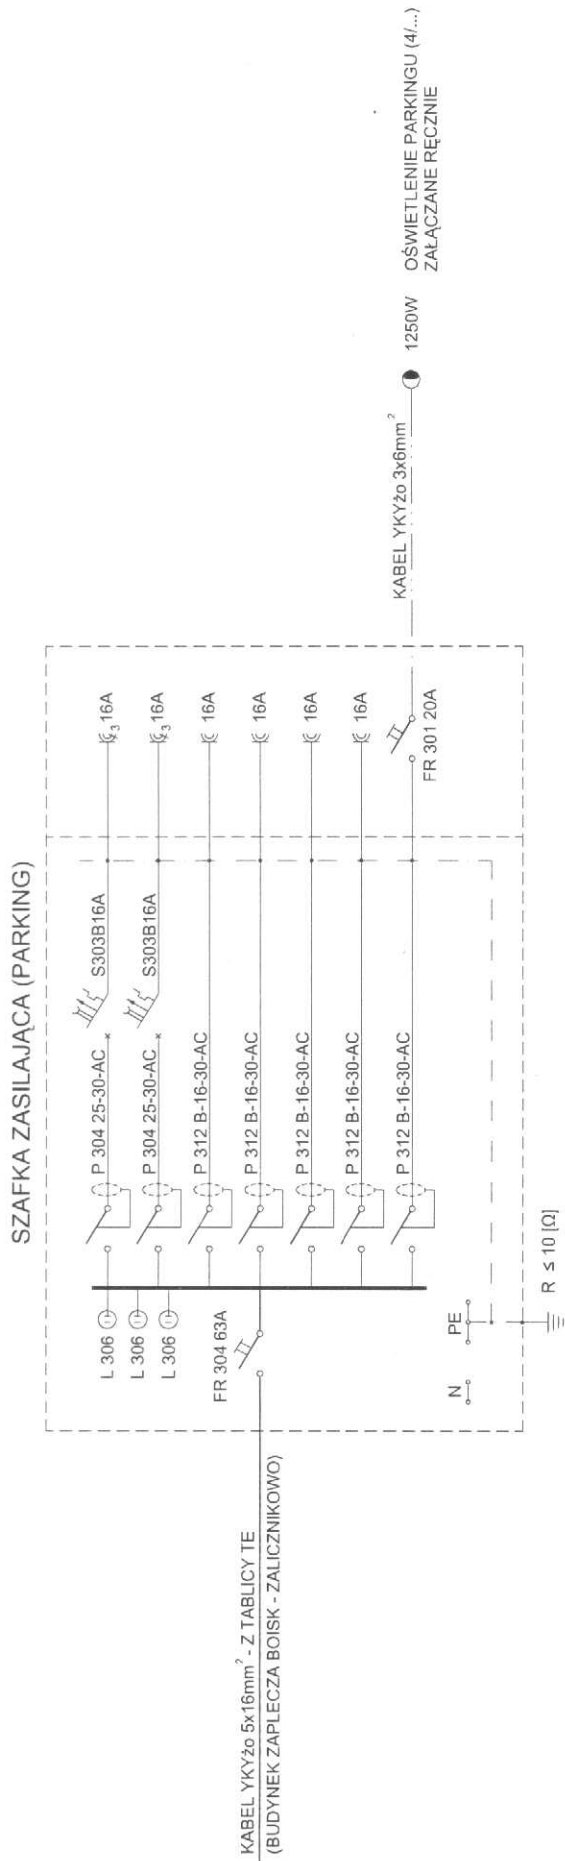 SZAFKA ZASILAJĄCA (PARKING)
KABEL YKYżo 5x16mm² - Z TABLICY TE
(BUDYNEK ZAPLECZA BOISK - ZALICZNIKOWO)
L 306
L 306
L 306
FR 304 63A
N
PE
R ≤ 10 [Ω]
P 304 25-30-AC
S303B16A
3 16A
P 304 25-30-AC
S303B16A
3 16A
P 312 B-16-30-AC
16A
P 312 B-16-30-AC
16A
P 312 B-16-30-AC
16A
P 312 B-16-30-AC
16A
P 312 B-16-30-AC
FR 301 20A
KABEL YKYżo 3x6mm²
1250W
OŚWIETLENIE PARKINGU (4/...)
ZAŁĄCZANE RĘCZNIE